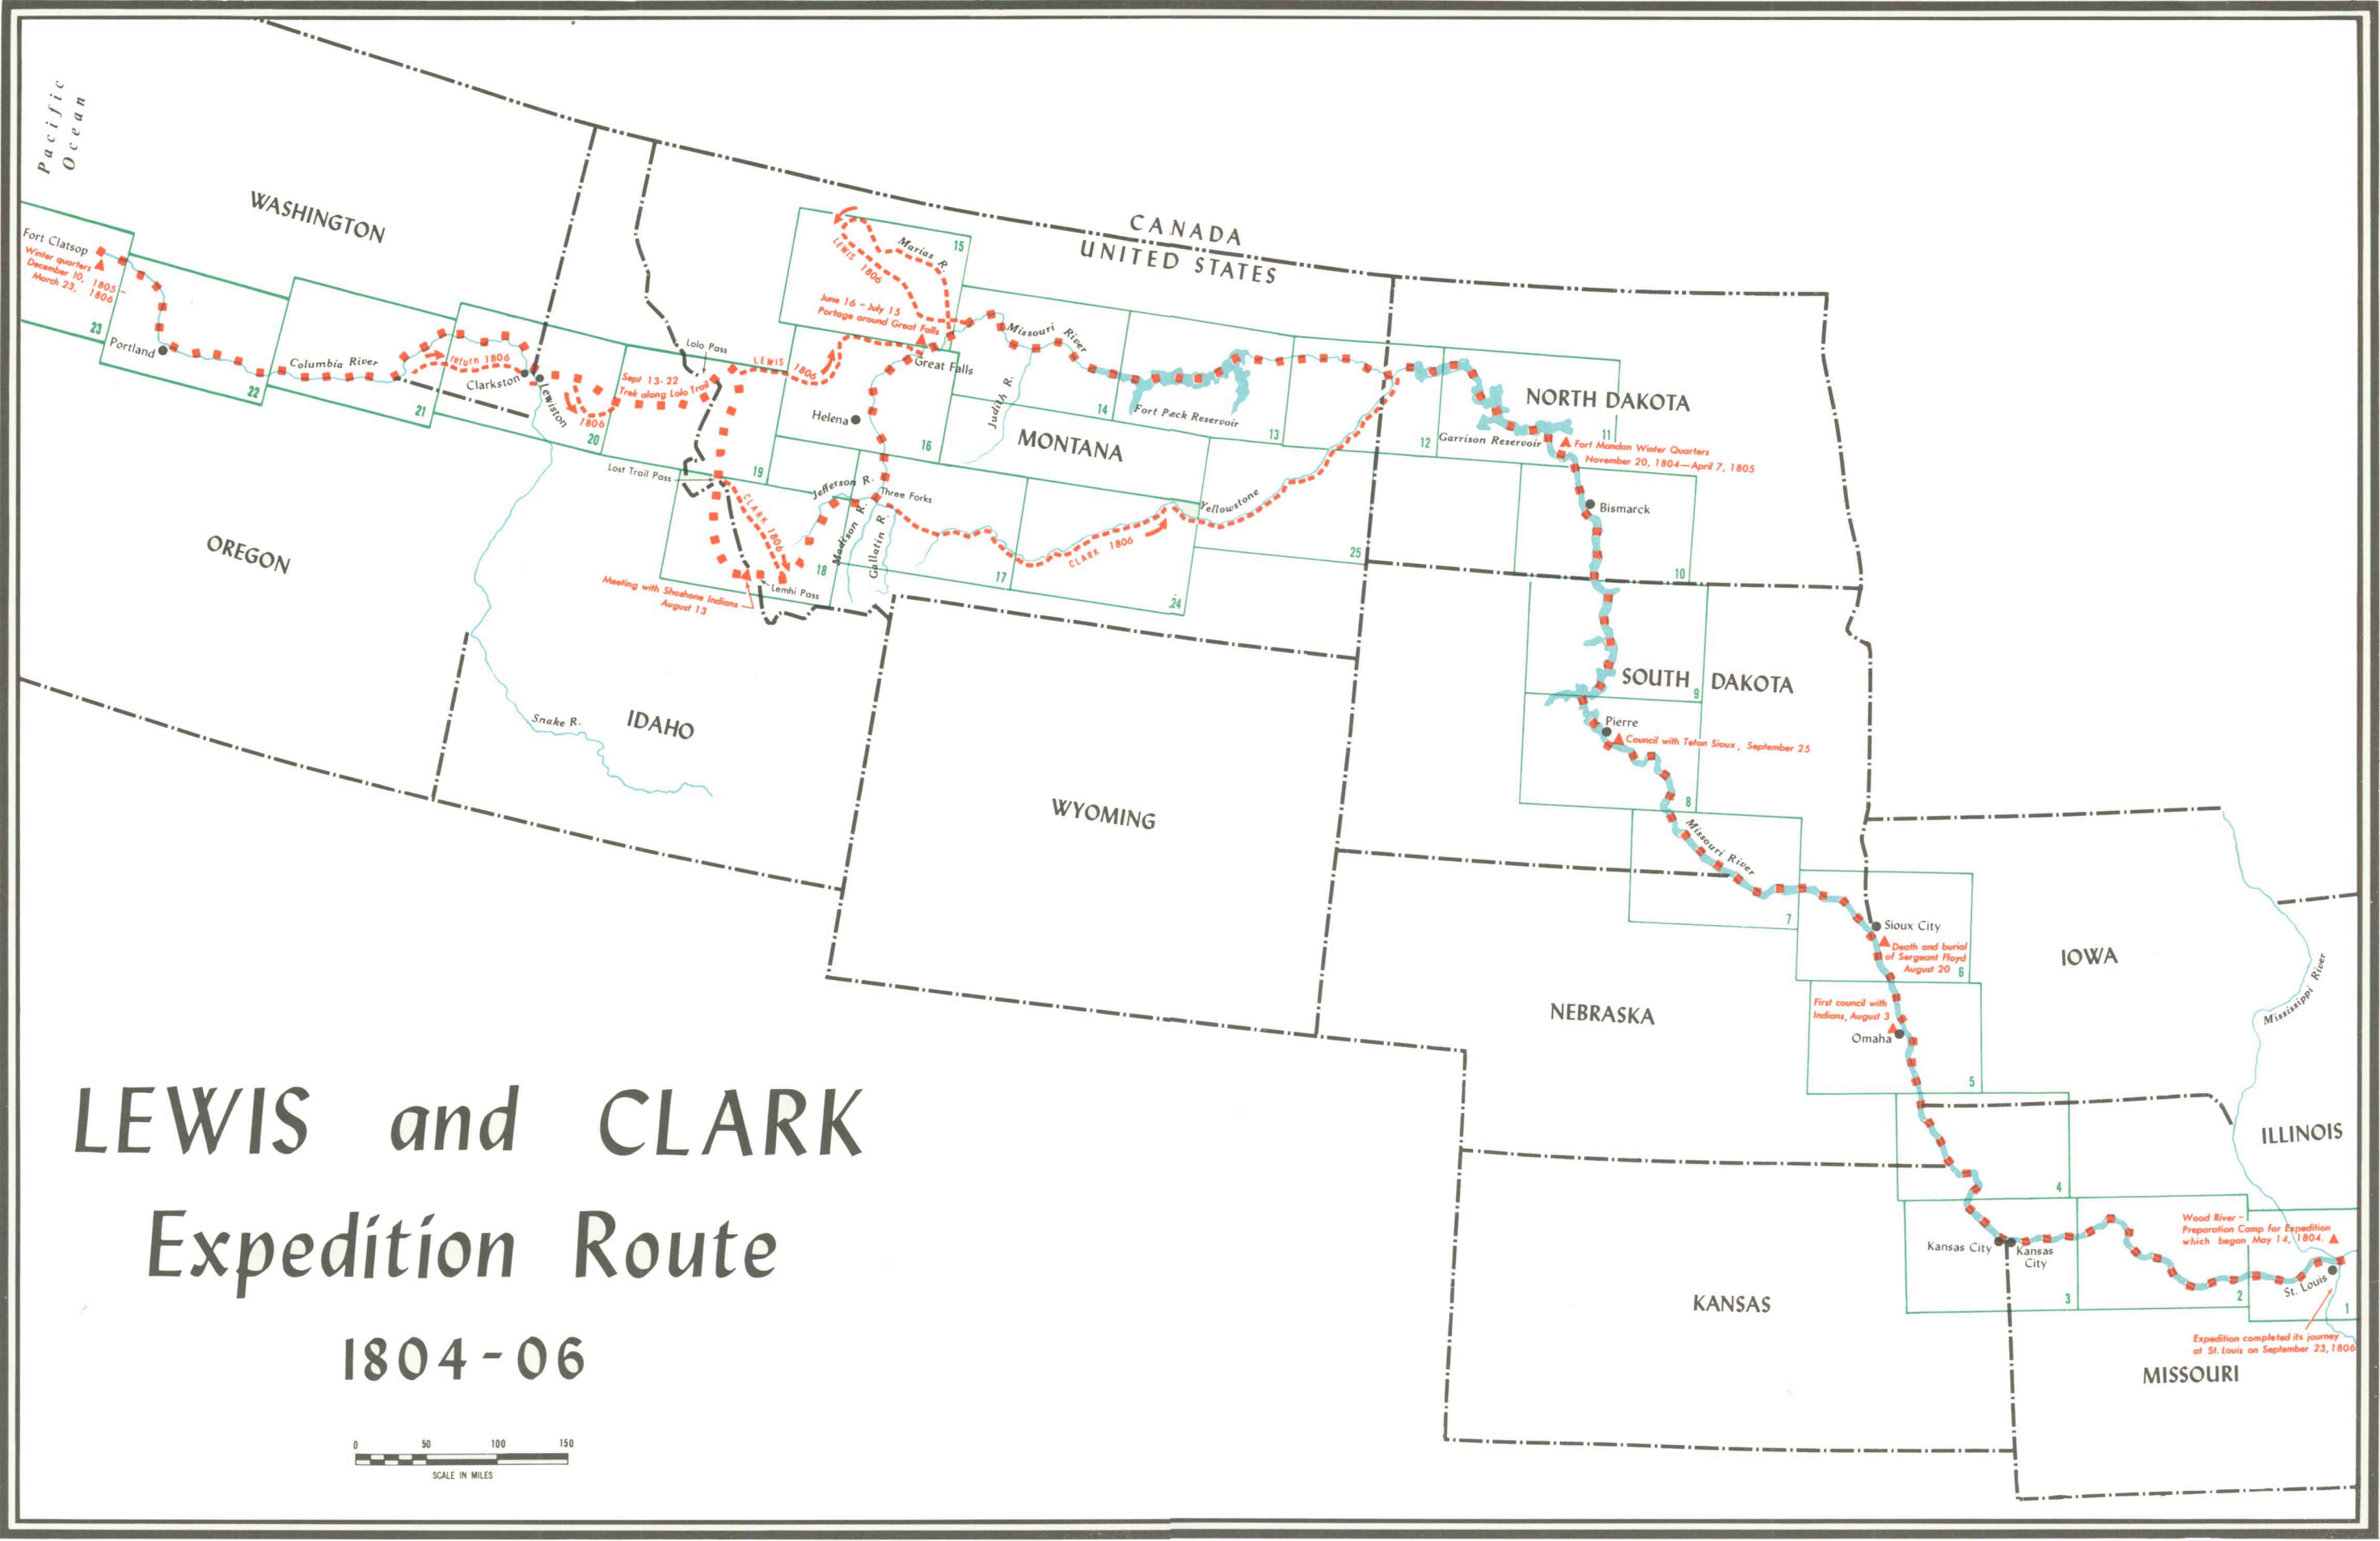 Pacific
Ocean
WASHINGTON
CANADA
UNITED STATES
Fort Clatsop
Winter quarters
December 10, 1805 –
March 23, 1806
23
Portland
22
Columbia River
21
return 1806
Clarkston
Lewiston
1806
20
Sept 13-22
Trek along Lolo Trail
Lolo Pass
LEWIS
1806
LEWIS 1806
Marias R.
15
June 16 – July 15
Portage around Great Falls
Great Falls
Helena
16
Missouri River
Judith R.
14
Fort Peck Reservoir
13
12
Garrison Reservoir
NORTH DAKOTA
11
Fort Mandan Winter Quarters
November 20, 1804—April 7, 1805
MONTANA
Lost Trail Pass
19
CLARK 1806
Jefferson R.
Three Forks
Madison R.
Gallatin R.
18
Lemhi Pass
Meeting with Shoshone Indians
August 13
17
CLARK 1806
Yellowstone
24
25
Bismarck
10
OREGON
IDAHO
Snake R.
WYOMING
SOUTH DAKOTA
9
Pierre
Council with Teton Sioux, September 25
8
Missouri River
7
Sioux City
Death and burial
of Sergeant Floyd
August 20
6
IOWA
Mississippi River
NEBRASKA
First council with
Indians, August 3
Omaha
5
ILLINOIS
4
Kansas City
Kansas
City
3
2
Wood River –
Preparation Camp for Expedition
which began May 14, 1804.
St. Louis
1
Expedition completed its journey
at St. Louis on September 23, 1806
KANSAS
MISSOURI
LEWIS and CLARK
Expedition Route
1804-06
0 50 100 150
SCALE IN MILES